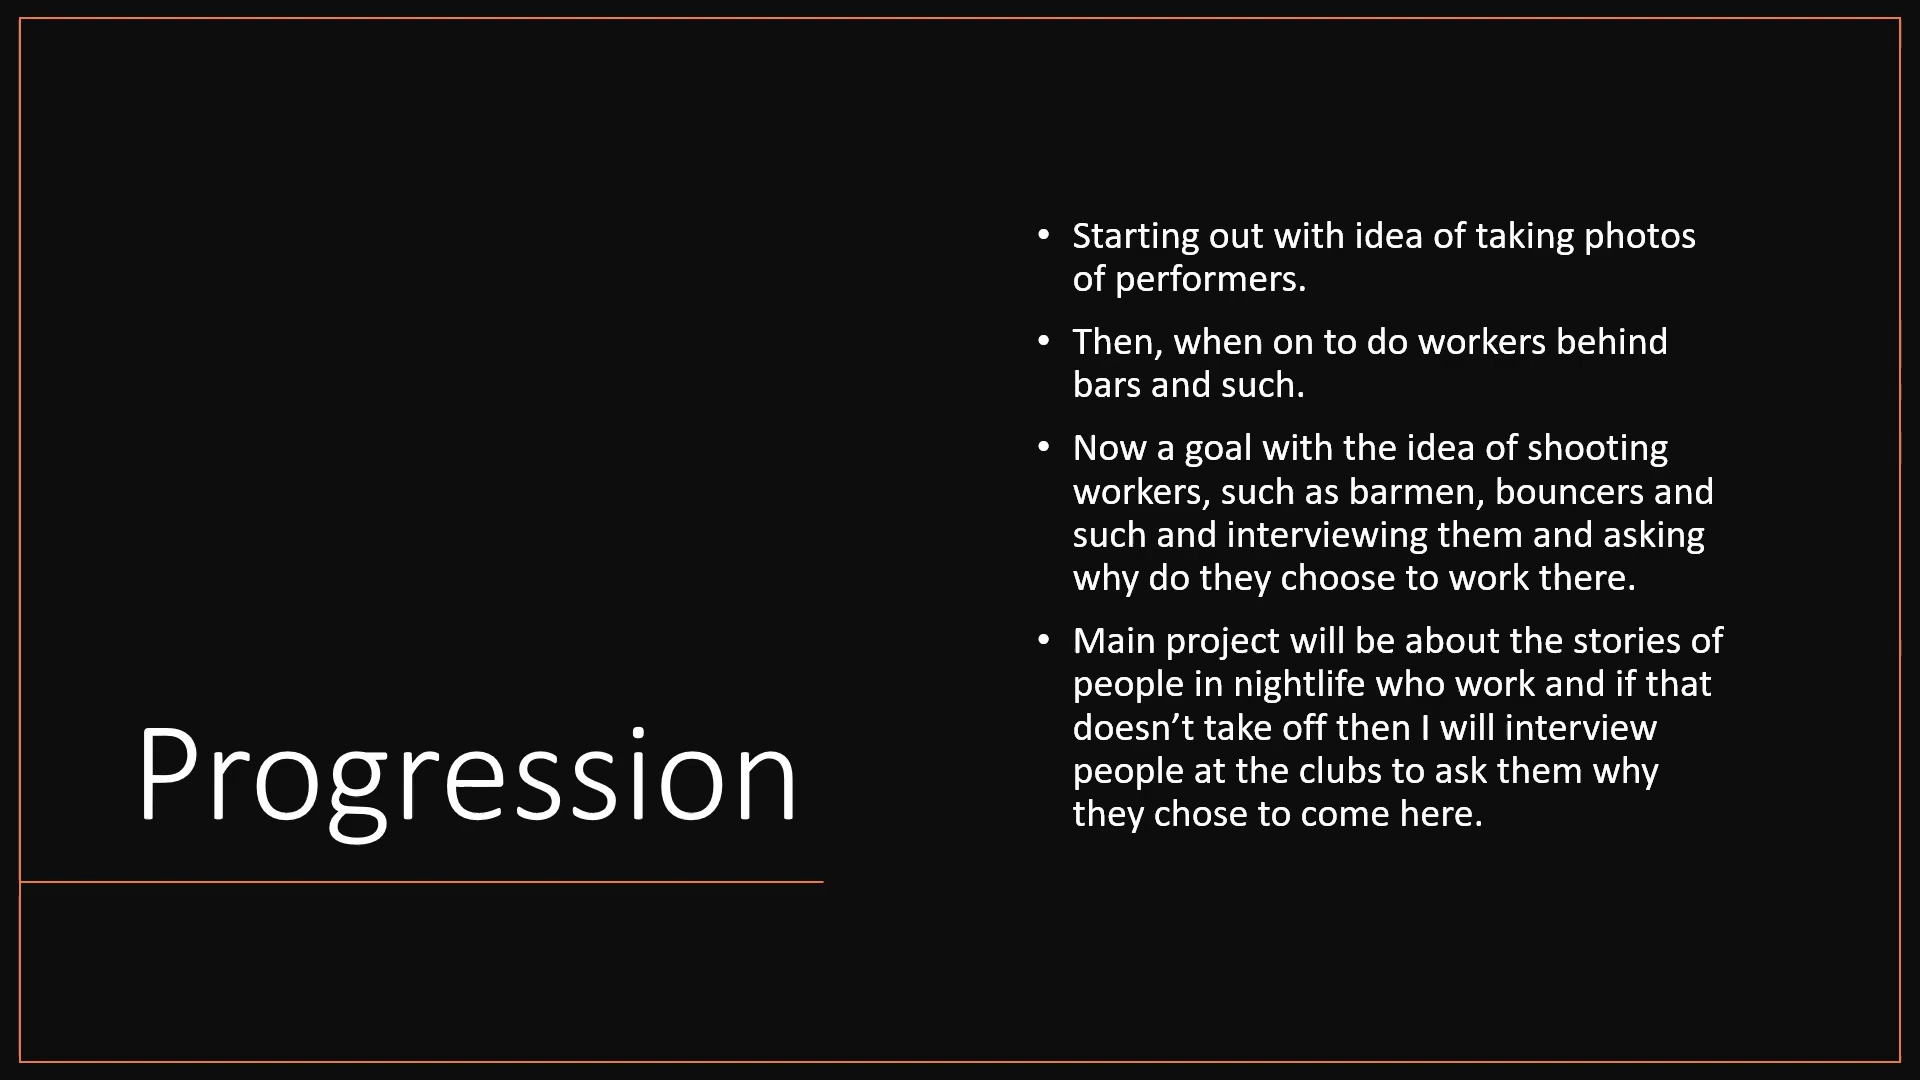 Progression
• Starting out with idea of taking photos
of performers.
• Then, when on to do workers behind
bars and such.
• Now a goal with the idea of shooting
workers, such as barmen, bouncers and
such and interviewing them and asking
why do they choose to work there.
• Main project will be about the stories of
people in nightlife who work and if that
doesn’t take off then I will interview
people at the clubs to ask them why
they chose to come here.